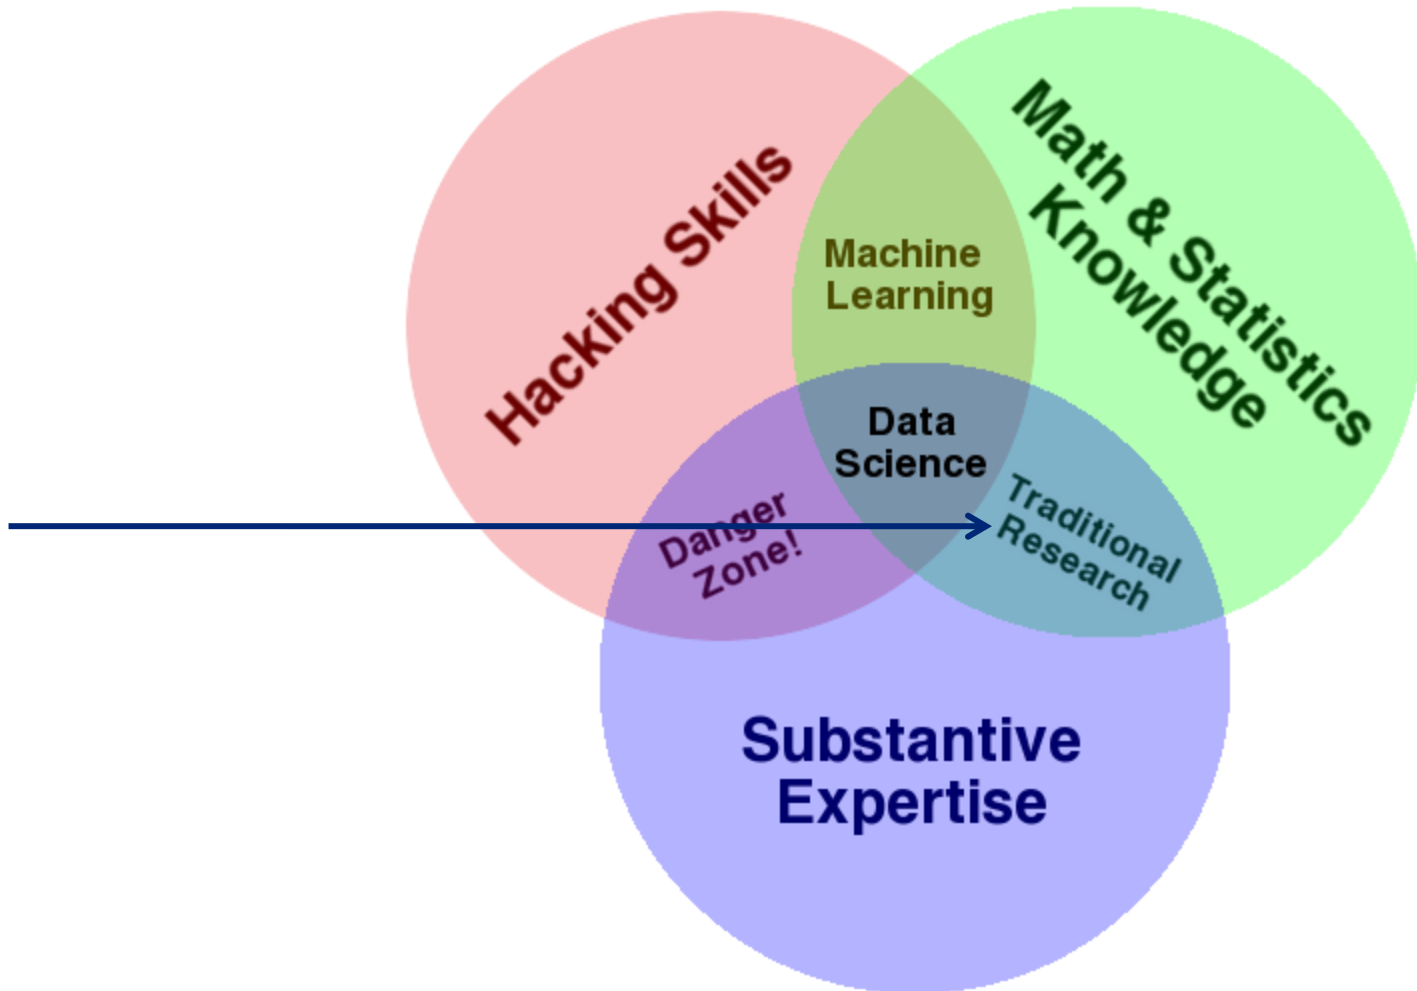 Hacking Skills
Math & Statistics
Knowledge
Machine
Learning
Data
Science
Danger
Zone!
Traditional
Research
Substantive
Expertise